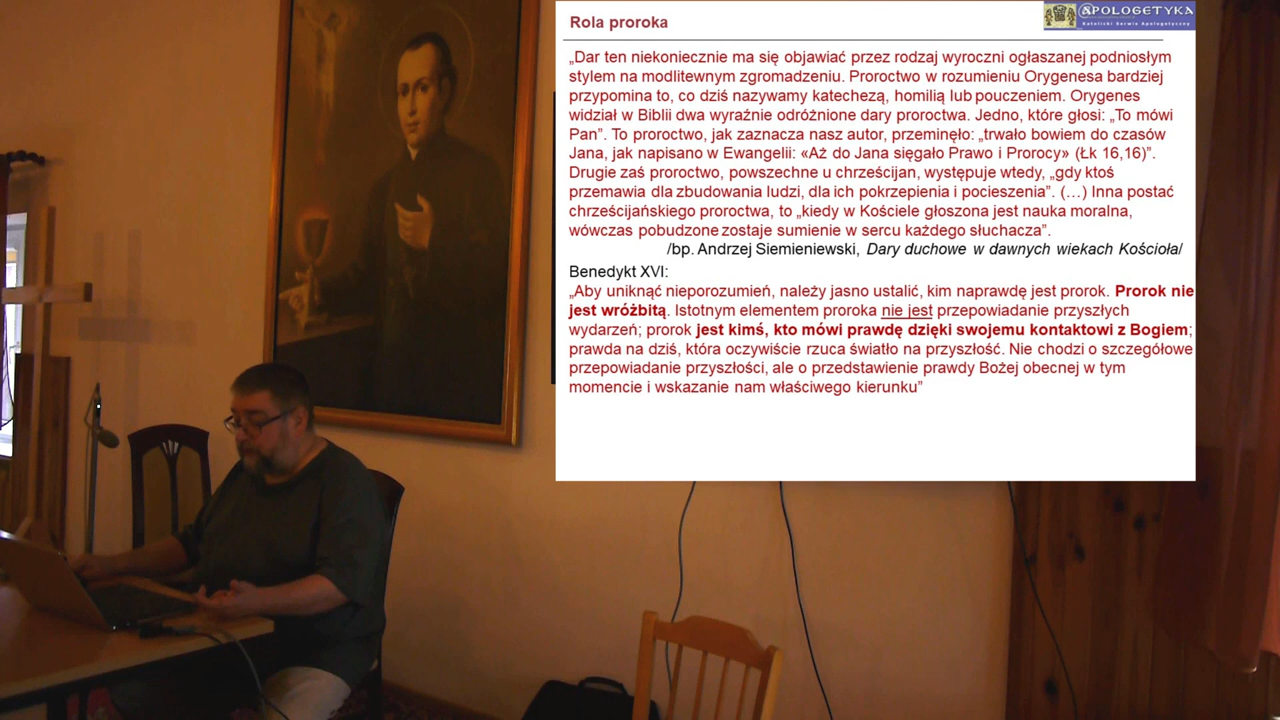 Rola proroka
APOLOGETYKA
Katolicki Serwis Apologetyczny
„Dar ten niekoniecznie ma się objawiać przez rodzaj wyroczni ogłaszanej podniosłym
stylem na modlitewnym zgromadzeniu. Proroctwo w rozumieniu Orygenesa bardziej
przypomina to, co dziś nazywamy katechezą, homilią lub pouczeniem. Orygenes
widział w Biblii dwa wyraźnie odróżnione dary proroctwa. Jedno, które głosi: „To mówi
Pan”. To proroctwo, jak zaznacza nasz autor, przeminęło: „trwało bowiem do czasów
Jana, jak napisano w Ewangelii: «Aż do Jana sięgało Prawo i Prorocy» (Łk 16,16)”.
Drugie zaś proroctwo, powszechne u chrześcijan, występuje wtedy, „gdy ktoś
przemawia dla zbudowania ludzi, dla ich pokrzepienia i pocieszenia”. (…) Inna postać
chrześcijańskiego proroctwa, to „kiedy w Kościele głoszona jest nauka moralna,
wówczas pobudzone zostaje sumienie w sercu każdego słuchacza”.
/bp. Andrzej Siemieniewski, Dary duchowe w dawnych wiekach Kościoła/
Benedykt XVI:
„Aby uniknąć nieporozumień, należy jasno ustalić, kim naprawdę jest prorok. Prorok nie
jest wróżbitą. Istotnym elementem proroka nie jest przepowiadanie przyszłych
wydarzeń; prorok jest kimś, kto mówi prawdę dzięki swojemu kontaktowi z Bogiem;
prawda na dziś, która oczywiście rzuca światło na przyszłość. Nie chodzi o szczegółowe
przepowiadanie przyszłości, ale o przedstawienie prawdy Bożej obecnej w tym
momencie i wskazanie nam właściwego kierunku”